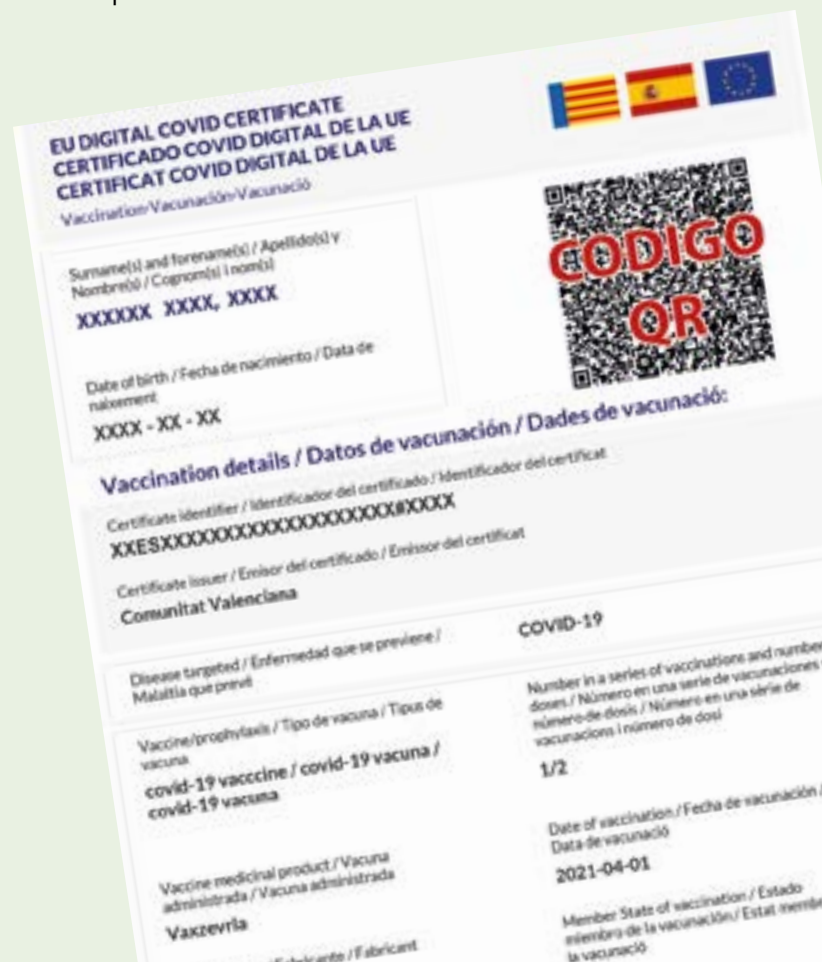 EU DIGITAL COVID CERTIFICATE
CERTIFICADO COVID DIGITAL DE LA UE
CERTIFICAT COVID DIGITAL DE LA UE
Vaccination·Vacunación·Vacunació
Surname(s) and forename(s) / Apellido(s) y
Nombre(s) / Cognom(s) i nom(s)
XXXXXX XXXX, XXXX
Date of birth / Fecha de nacimiento / Data de
naixement
XXXX - XX - XX
CODIGO
QR
Vaccination details / Datos de vacunación / Dades de vacunació:
Certificate identifier / Identificador del certificado / Identificador del certificat
XXESXXXXXXXXXXXXXXXXXXXX#XXXX
Certificate issuer / Emisor del certificado / Emissor del certificat
Comunitat Valenciana
Disease targeted / Enfermedad que se previene /
Malaltia que prevé
COVID-19
Vaccine/prophylaxis / Tipo de vacuna / Tipus de
vacuna
covid-19 vacccine / covid-19 vacuna /
covid-19 vacuna
Number in a series of vaccinations and number
doses / Número en una serie de vacunaciones
número de dosis / Número en una sèrie de
vacunacions i número de dosi
1/2
Vaccine medicinal product / Vacuna
administrada / Vacuna administrada
Vaxzevria
Date of vaccination / Fecha de vacunación /
Data de vacunació
2021-04-01
Member State of vaccination / Estado
miembro de la vacunación / Estat membre
la vacunació
Fabricante / Fabricant